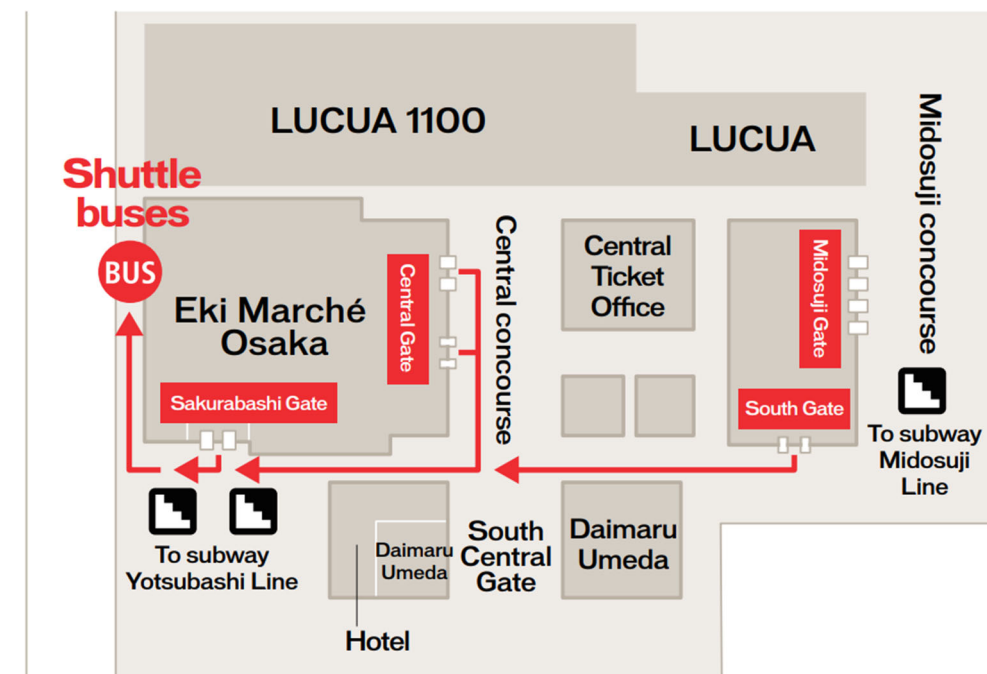 LUCUA 1100
LUCUA
Midosuji concourse
Shuttle
buses
BUS
Eki Marché
Osaka
Central Gate
Sakurabashi Gate
Central concourse
Central
Ticket
Office
Midosuji Gate
South Gate
To subway
Midosuji
Line
To subway
Yotsubashi Line
Daimaru
Umeda
Hotel
South
Central
Gate
Daimaru
Umeda